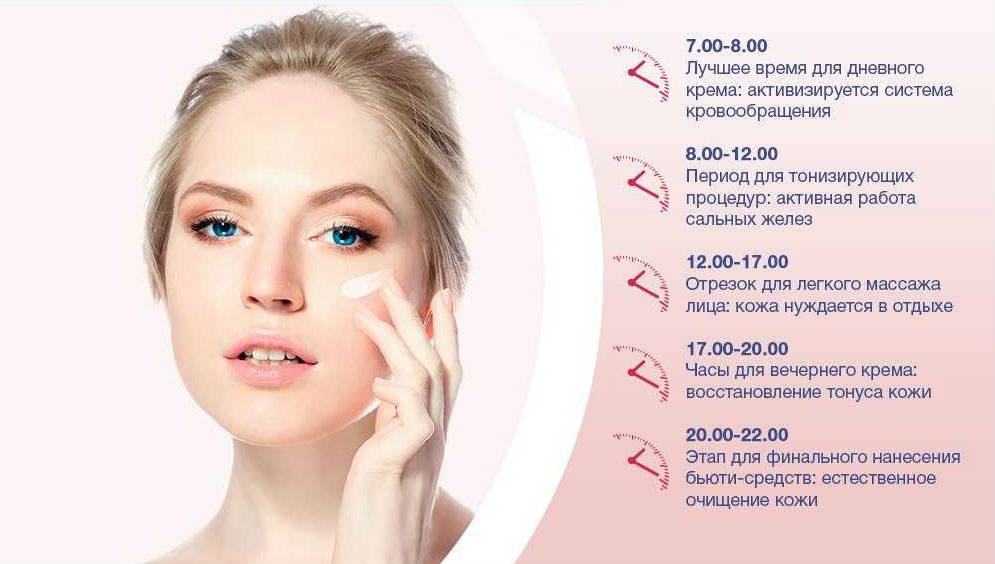 7.00-8.00
Лучшее время для дневного
крема: активизируется система
кровообращения
8.00-12.00
Период для тонизирующих
процедур: активная работа
сальных желез
12.00-17.00
Отрезок для легкого массажа
лица: кожа нуждается в отдыхе
17.00-20.00
Часы для вечернего крема:
восстановление тонуса кожи
20.00-22.00
Этап для финального нанесения
бьюти-средств: естественное
очищение кожи